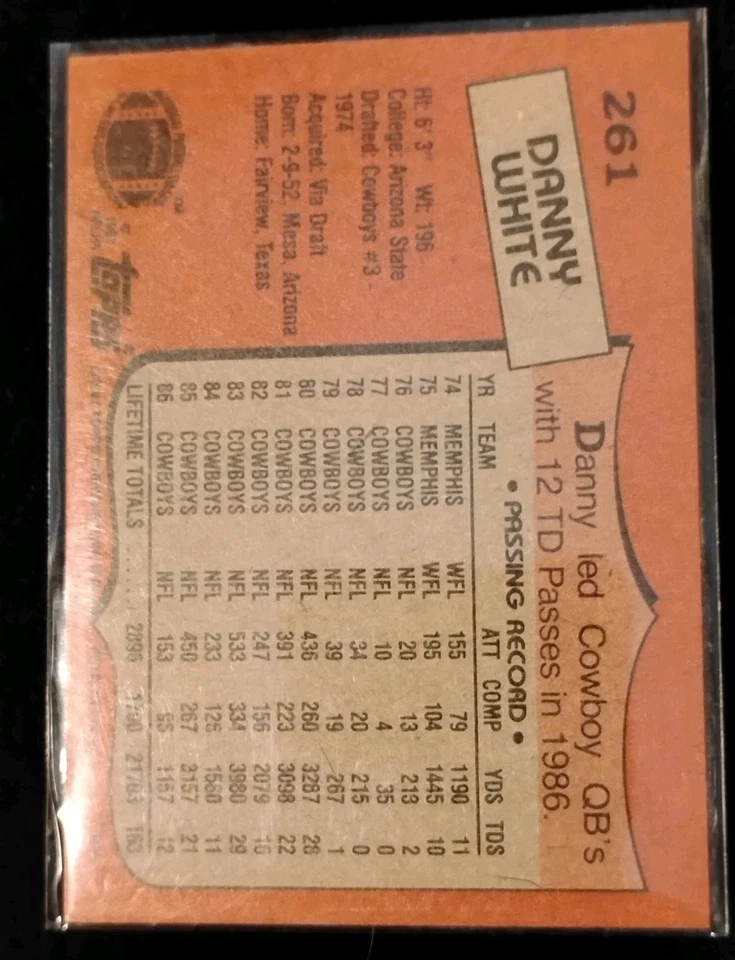 261
DANNY
WHITE
Ht: 6' 3" Wt: 196
College: Arizona State
Drafted: Cowboys #3 -
1974
Acquired: Via Draft
Born: 2-9-52, Mesa, Arizona
Home: Fairview, Texas
topps
Danny led Cowboy QB's
with 12 TD Passes in 1986.
• PASSING RECORD •
YR TEAM ATT COMP YDS TDS
74 MEMPHIS WFL 155 79 1190 11
75 MEMPHIS WFL 195 104 1445 10
76 COWBOYS NFL 20 13 213 2
77 COWBOYS NFL 10 4 35 0
78 COWBOYS NFL 34 20 215 0
79 COWBOYS NFL 39 19 267 1
80 COWBOYS NFL 436 260 3287 28
81 COWBOYS NFL 391 223 3098 22
82 COWBOYS NFL 247 156 2079 16
83 COWBOYS NFL 533 334 3980 29
84 COWBOYS NFL 233 126 1580 11
85 COWBOYS NFL 450 267 3157 21
86 COWBOYS NFL 153 95 1157 12
LIFETIME TOTALS ...... 2896 163